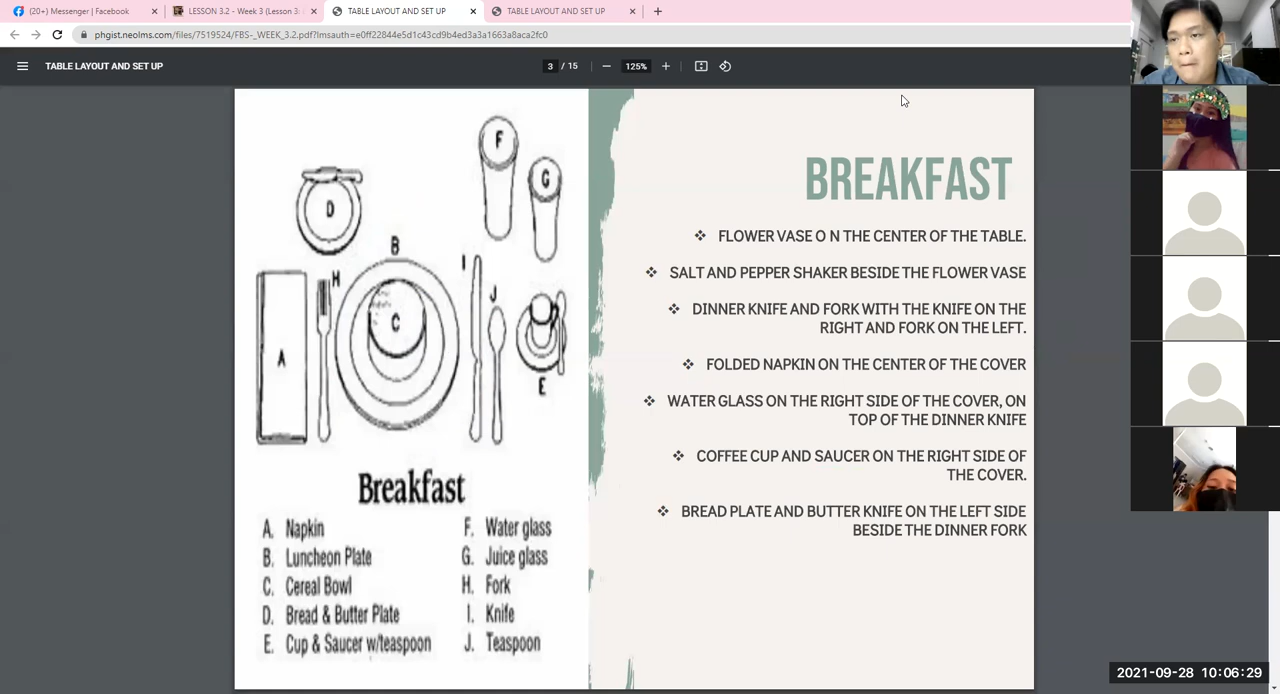 (20+) Messenger | Facebook
LESSON 3.2 - Week 3 (Lesson 3:
TABLE LAYOUT AND SET UP
TABLE LAYOUT AND SET UP
phgist.neolms.com/files/7519524/FBS-_WEEK_3.2.pdf?lmsauth=e0ff22844e5d1c43cd9b4ed3a3a1663a8aca2fc0
TABLE LAYOUT AND SET UP
3 / 15
125%
F
G
D
B
I
H
J
C
A
E
Breakfast
A. Napkin
B. Luncheon Plate
C. Cereal Bowl
D. Bread & Butter Plate
E. Cup & Saucer w/teaspoon
F. Water glass
G. Juice glass
H. Fork
I. Knife
J. Teaspoon
BREAKFAST
❖ FLOWER VASE O N THE CENTER OF THE TABLE.
❖ SALT AND PEPPER SHAKER BESIDE THE FLOWER VASE
❖ DINNER KNIFE AND FORK WITH THE KNIFE ON THE
RIGHT AND FORK ON THE LEFT.
❖ FOLDED NAPKIN ON THE CENTER OF THE COVER
❖ WATER GLASS ON THE RIGHT SIDE OF THE COVER, ON
TOP OF THE DINNER KNIFE
❖ COFFEE CUP AND SAUCER ON THE RIGHT SIDE OF
THE COVER.
❖ BREAD PLATE AND BUTTER KNIFE ON THE LEFT SIDE
BESIDE THE DINNER FORK
2021-09-28 10:06:29